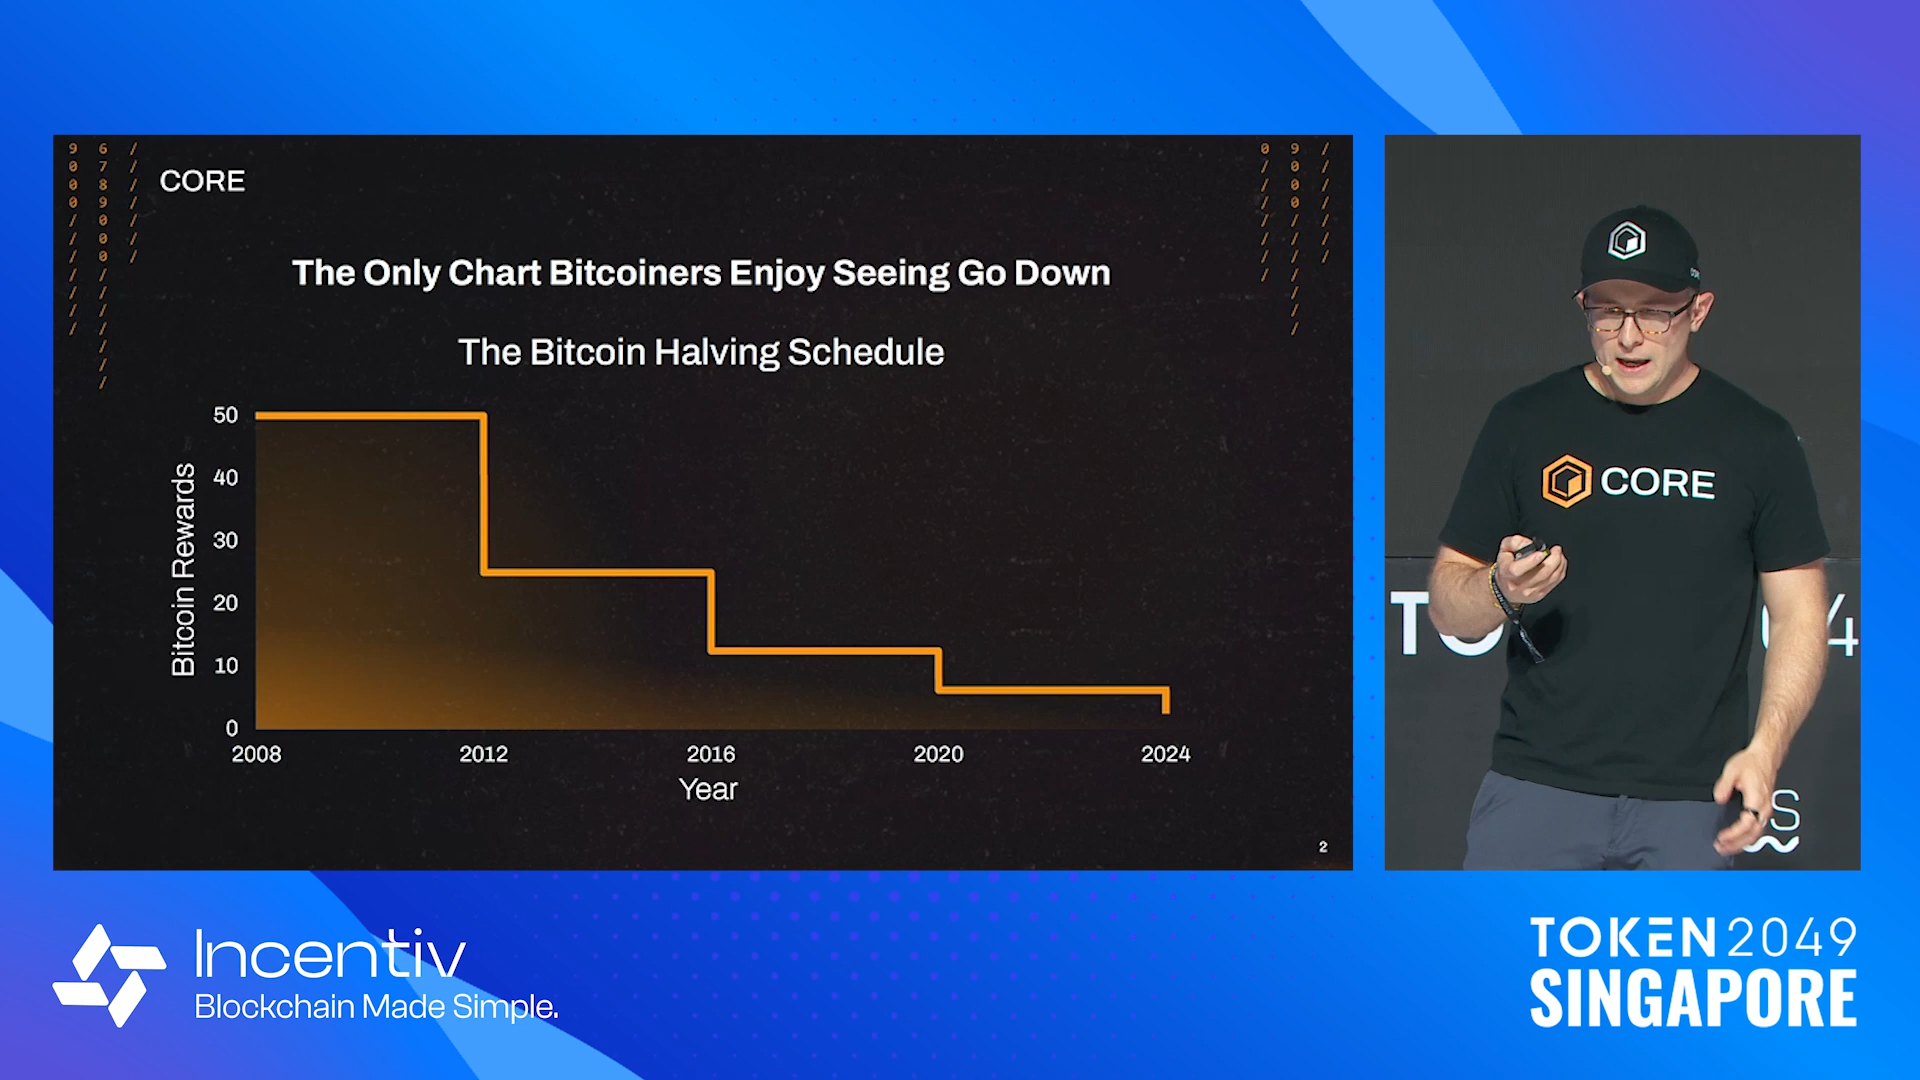 CORE
The Only Chart Bitcoiners Enjoy Seeing Go Down
The Bitcoin Halving Schedule
Bitcoin Rewards
50
40
30
20
10
0
2008 2012 2016 2020 2024
Year
2
CORE
Incentiv
Blockchain Made Simple.
TOKEN2049
SINGAPORE